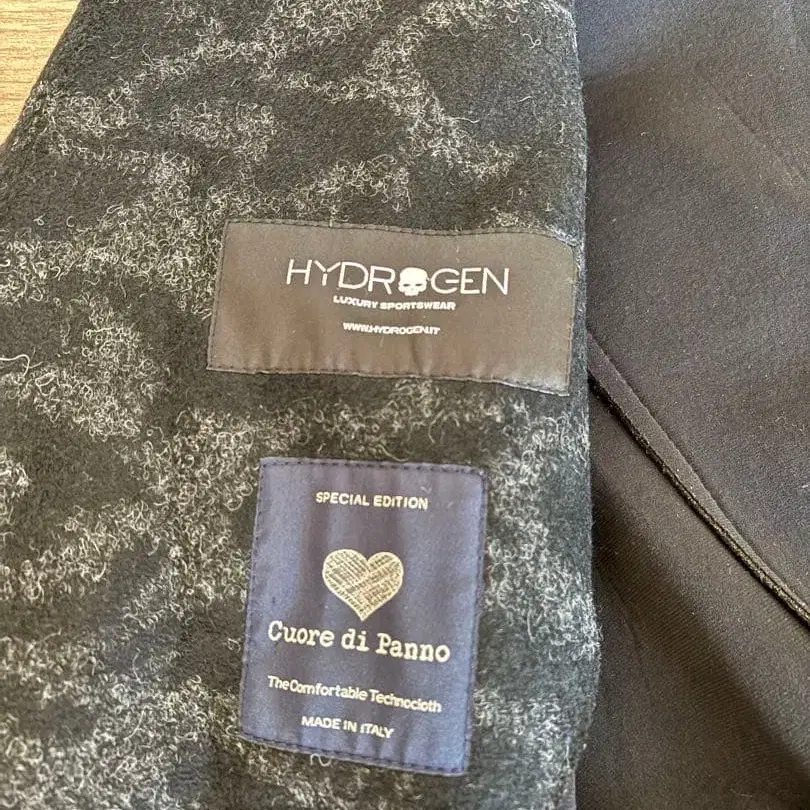 HYDROGEN
LUXURY SPORTSWEAR
WWW.HYDROGEN.IT
SPECIAL EDITION
Cuore di Panno
The Comfortable Technocloth
MADE IN ITALY